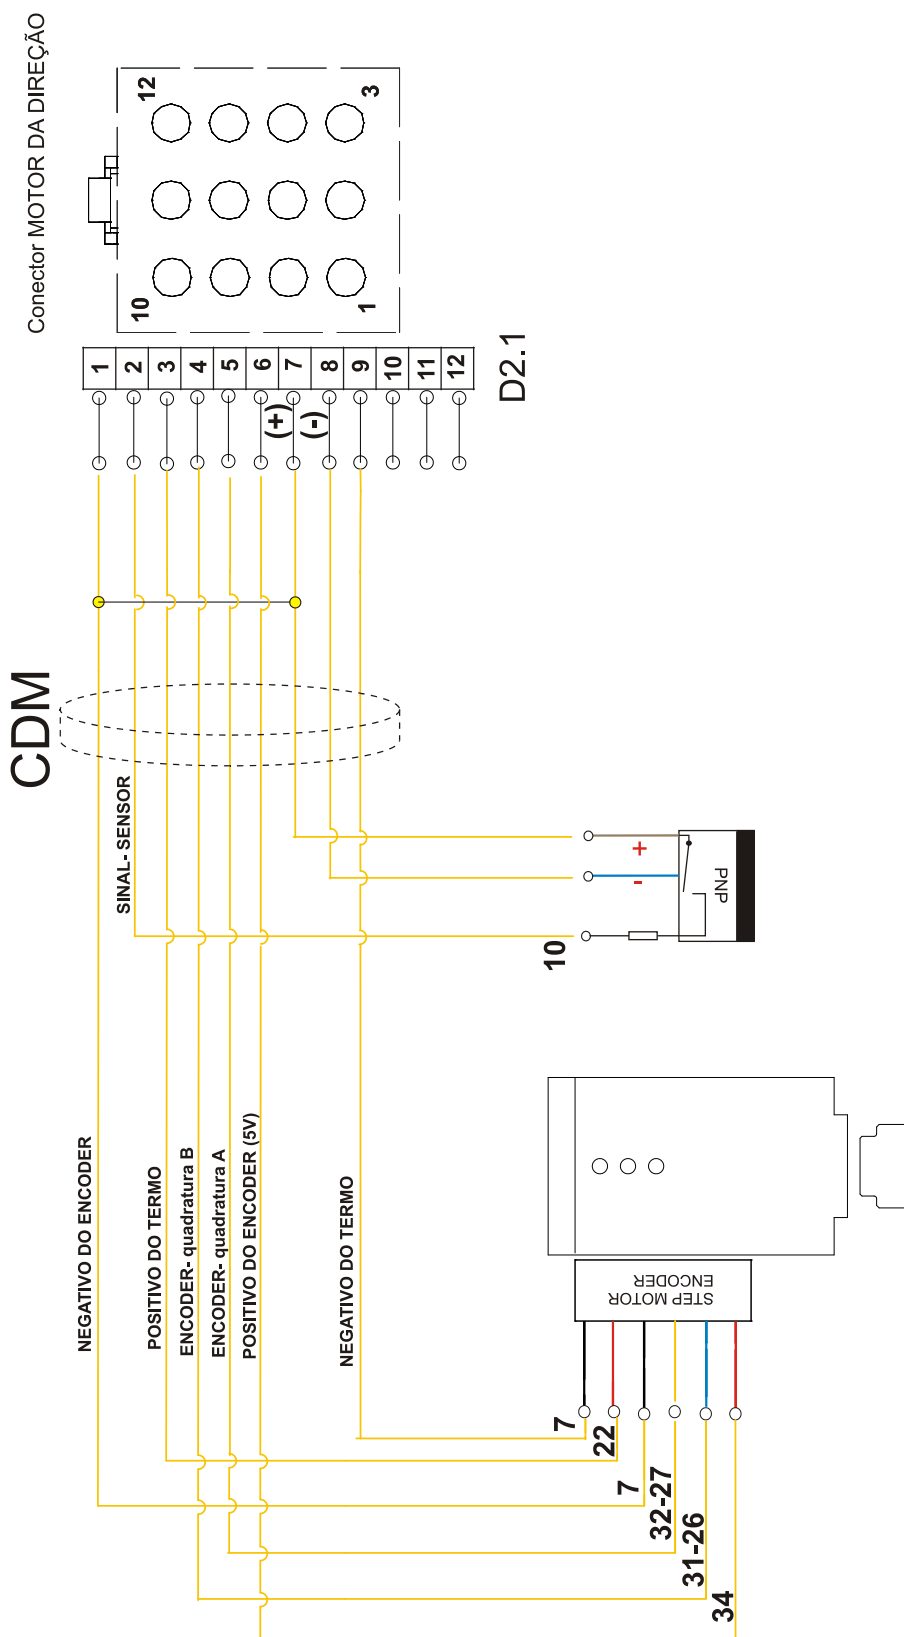 Conector MOTOR DA DIREÇÃO
12
3
10
1
1
2
3
4
5
6
7
8
9
10
11
12
D2.1
(+)
(-)
CDM
SINAL- SENSOR
+
-
PNP
10
NEGATIVO DO ENCODER
POSITIVO DO TERMO
ENCODER- quadratura B
ENCODER- quadratura A
POSITIVO DO ENCODER (5V)
NEGATIVO DO TERMO
STEP MOTOR
ENCODER
7
22
7
32-27
31-26
34